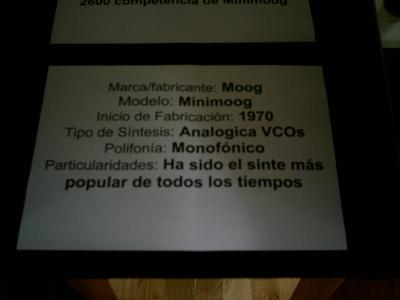 2600 competencia de Minimoog
Marca/fabricante: Moog
Modelo: Minimoog
Inicio de Fabricación: 1970
Tipo de Síntesis: Analogica VCOs
Polifonía: Monofónico
Particularidades: Ha sido el sinte más
popular de todos los tiempos